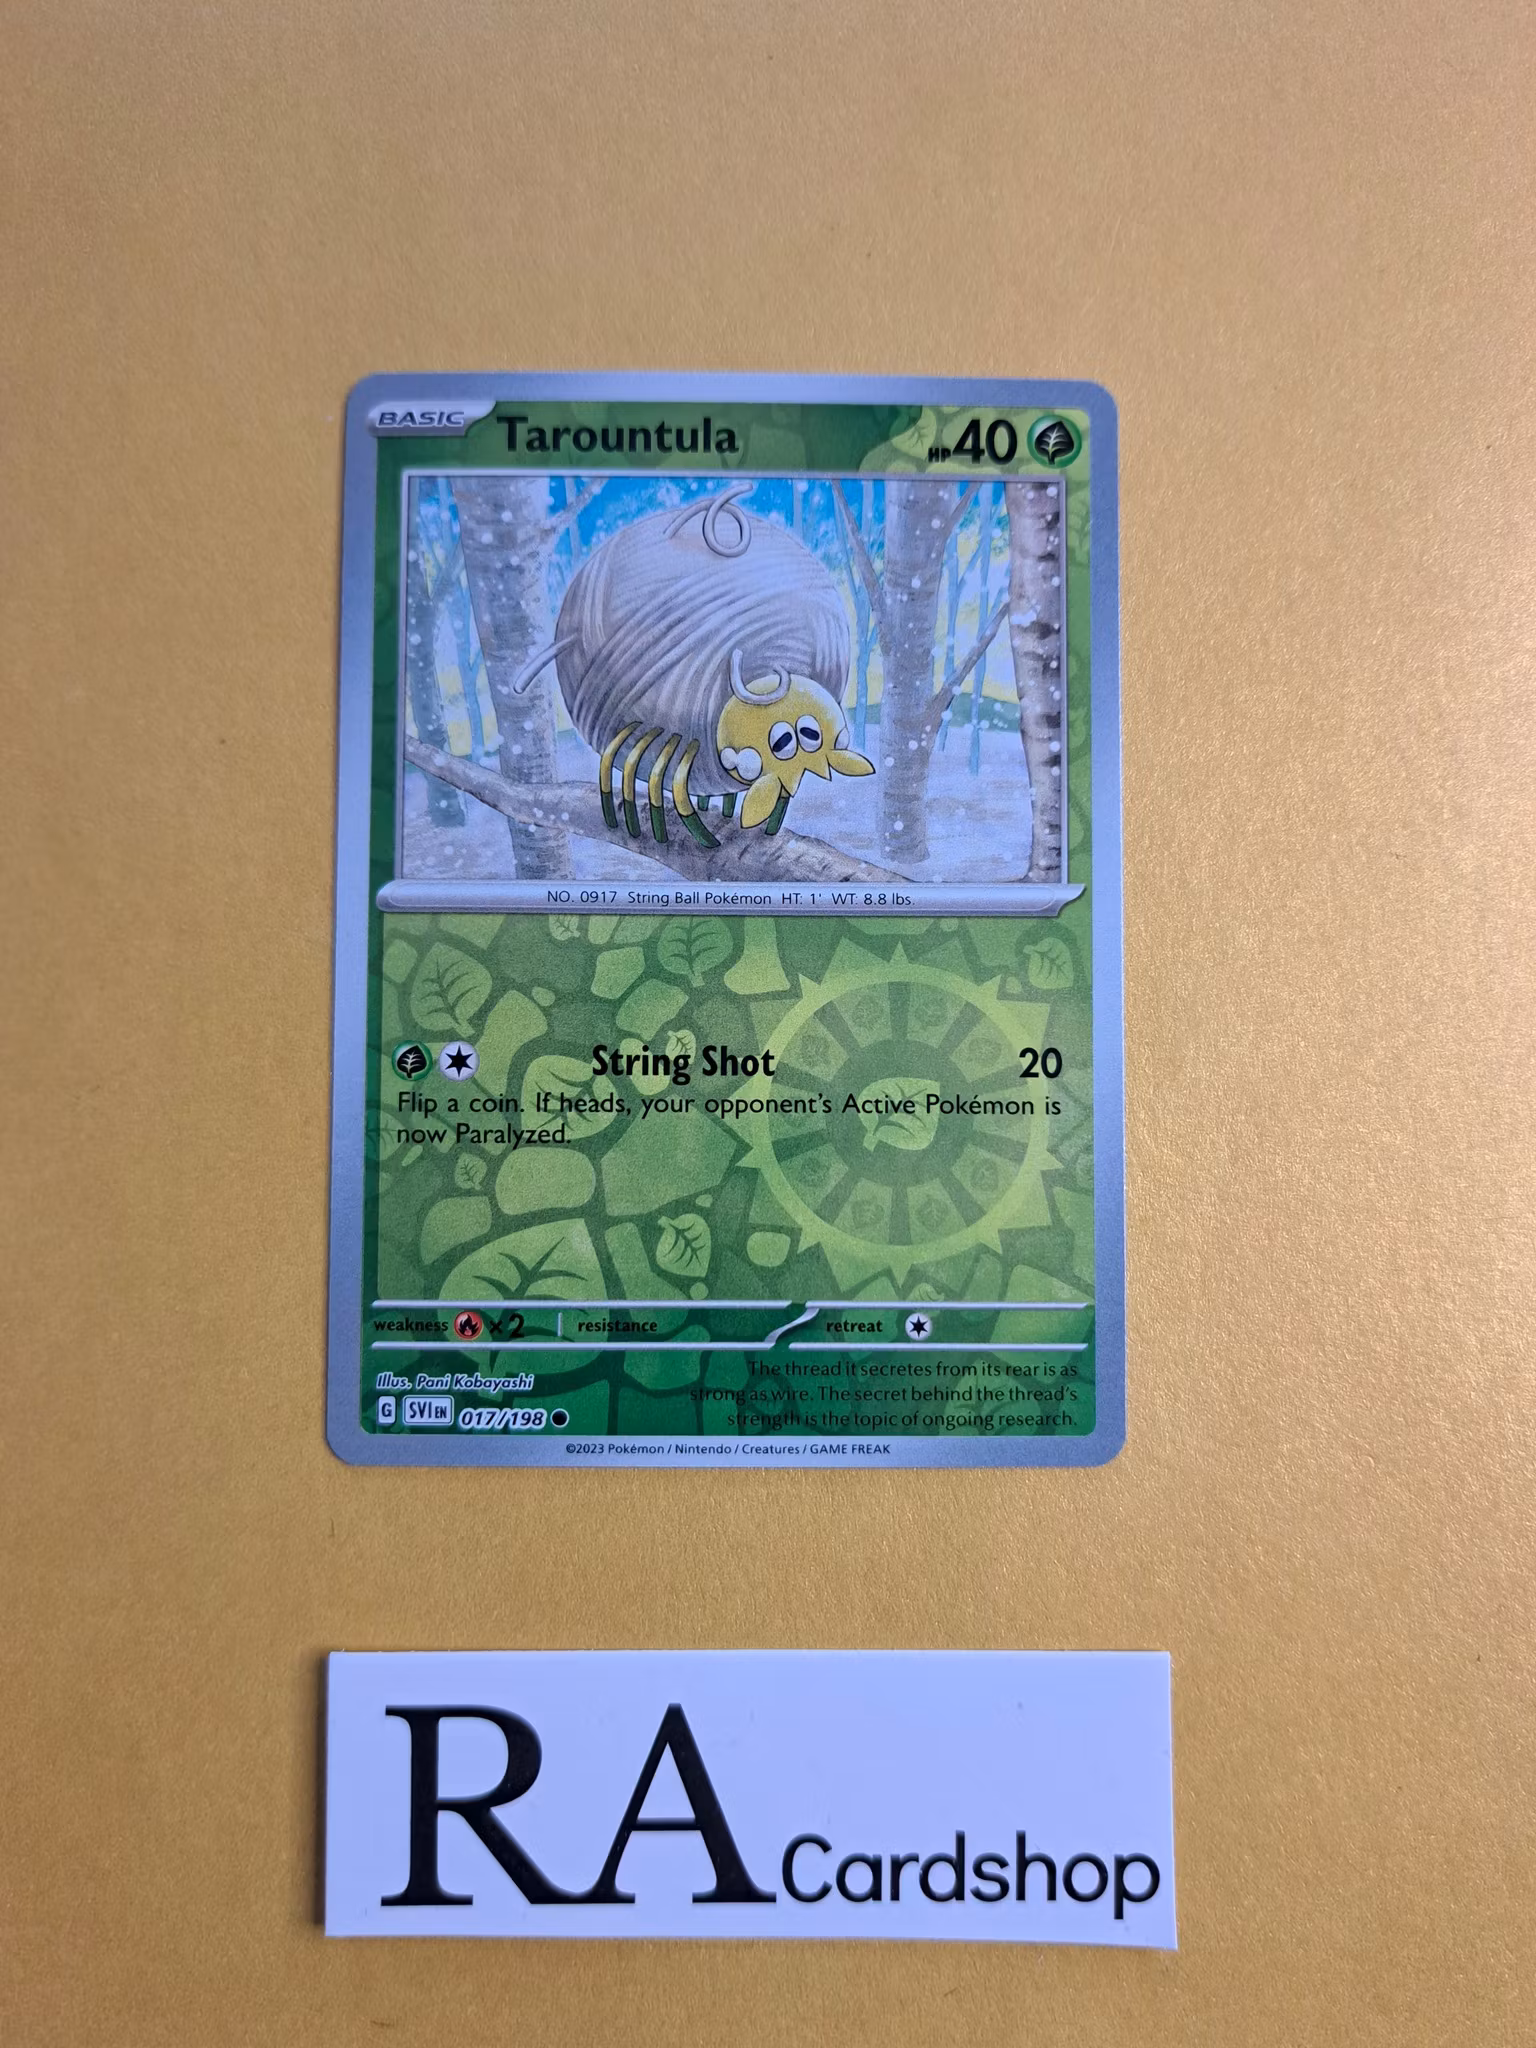 BASIC Tarountula HP 40
NO. 0917 String Ball Pokémon HT: 1' WT: 8.8 lbs.
String Shot 20
Flip a coin. If heads, your opponent's Active Pokémon is
now Paralyzed.
weakness ×2 resistance retreat
The thread it secretes from its rear is as
strong as wire. The secret behind the thread's
strength is the topic of ongoing research.
Illus. Pani Kobayashi
G SVI EN 017/198
©2023 Pokémon / Nintendo / Creatures / GAME FREAK
RA Cardshop